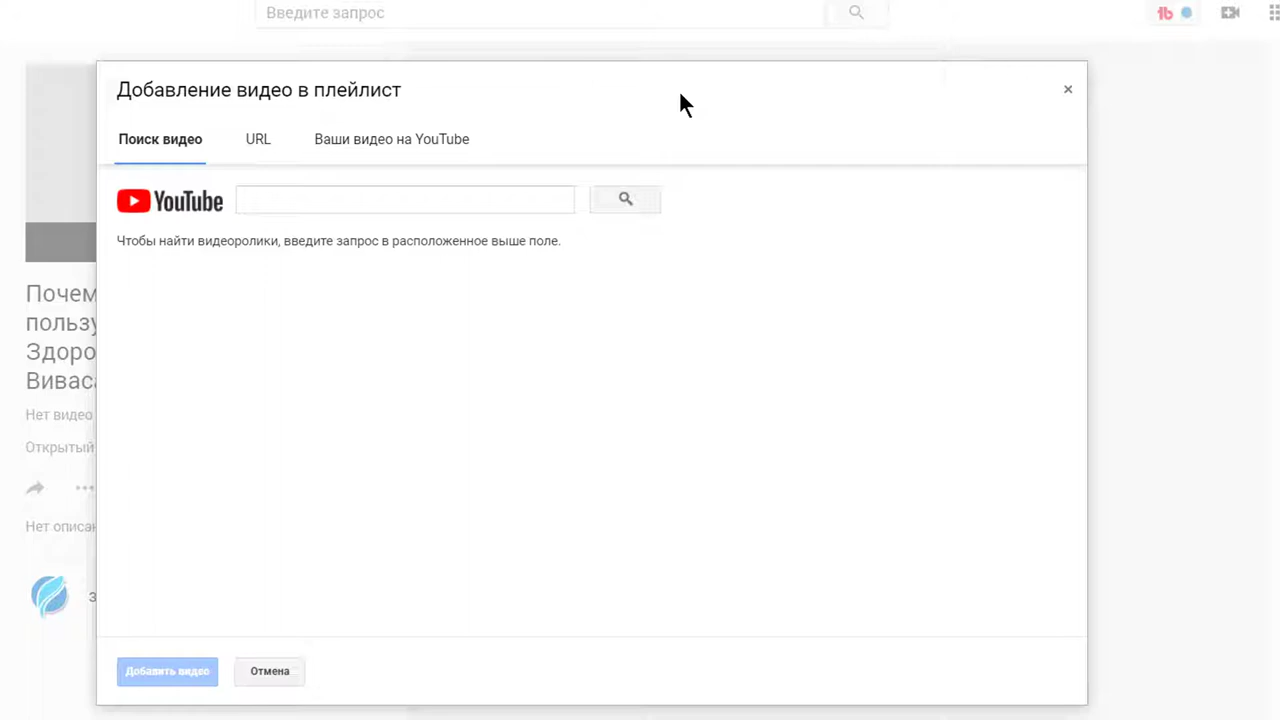 Введите запрос
Добавление видео в плейлист
×
Поиск видео URL Ваши видео на YouTube
YouTube
Чтобы найти видеоролики, введите запрос в расположенное выше поле.
Почем
пользу
Здоро
Виваса
Нет видео
Открытый
Нет описан
З
Добавить видео Отмена